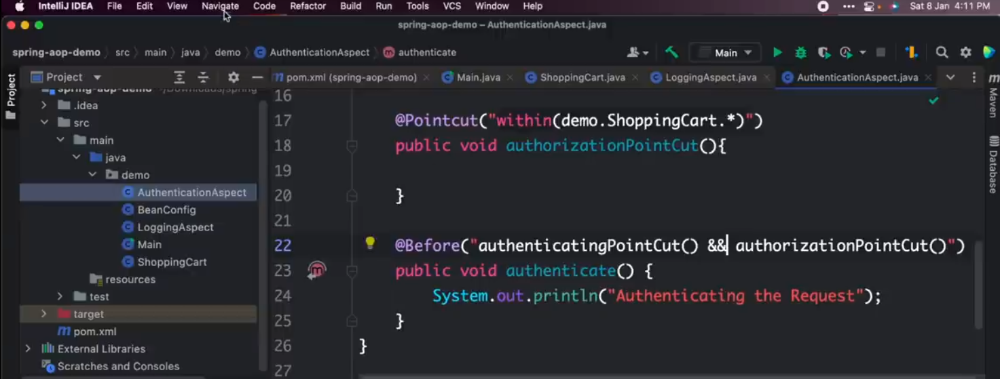 IntelliJ IDEA File Edit View Navigate Code Refactor Build Run Tools VCS Window Help Sat 8 Jan 4:11 PM
spring-aop-demo – AuthenticationAspect.java
spring-aop-demo src main java demo AuthenticationAspect authenticate Main
Project
Project
pom.xml (spring-aop-demo) Main.java ShoppingCart.java LoggingAspect.java AuthenticationAspect.java
Maven
Database
spring-aop-demo ~/Downloads/spring
.idea
src
main
java
demo
AuthenticationAspect
BeanConfig
LoggingAspect
Main
ShoppingCart
resources
test
target
pom.xml
External Libraries
Scratches and Consoles
16
17 @Pointcut("within(demo.ShoppingCart.*)")
18 public void authorizationPointCut(){
19
20 }
21
22 @Before("authenticatingPointCut() && authorizationPointCut()")
23 public void authenticate() {
24 System.out.println("Authenticating the Request");
25 }
26 }
27